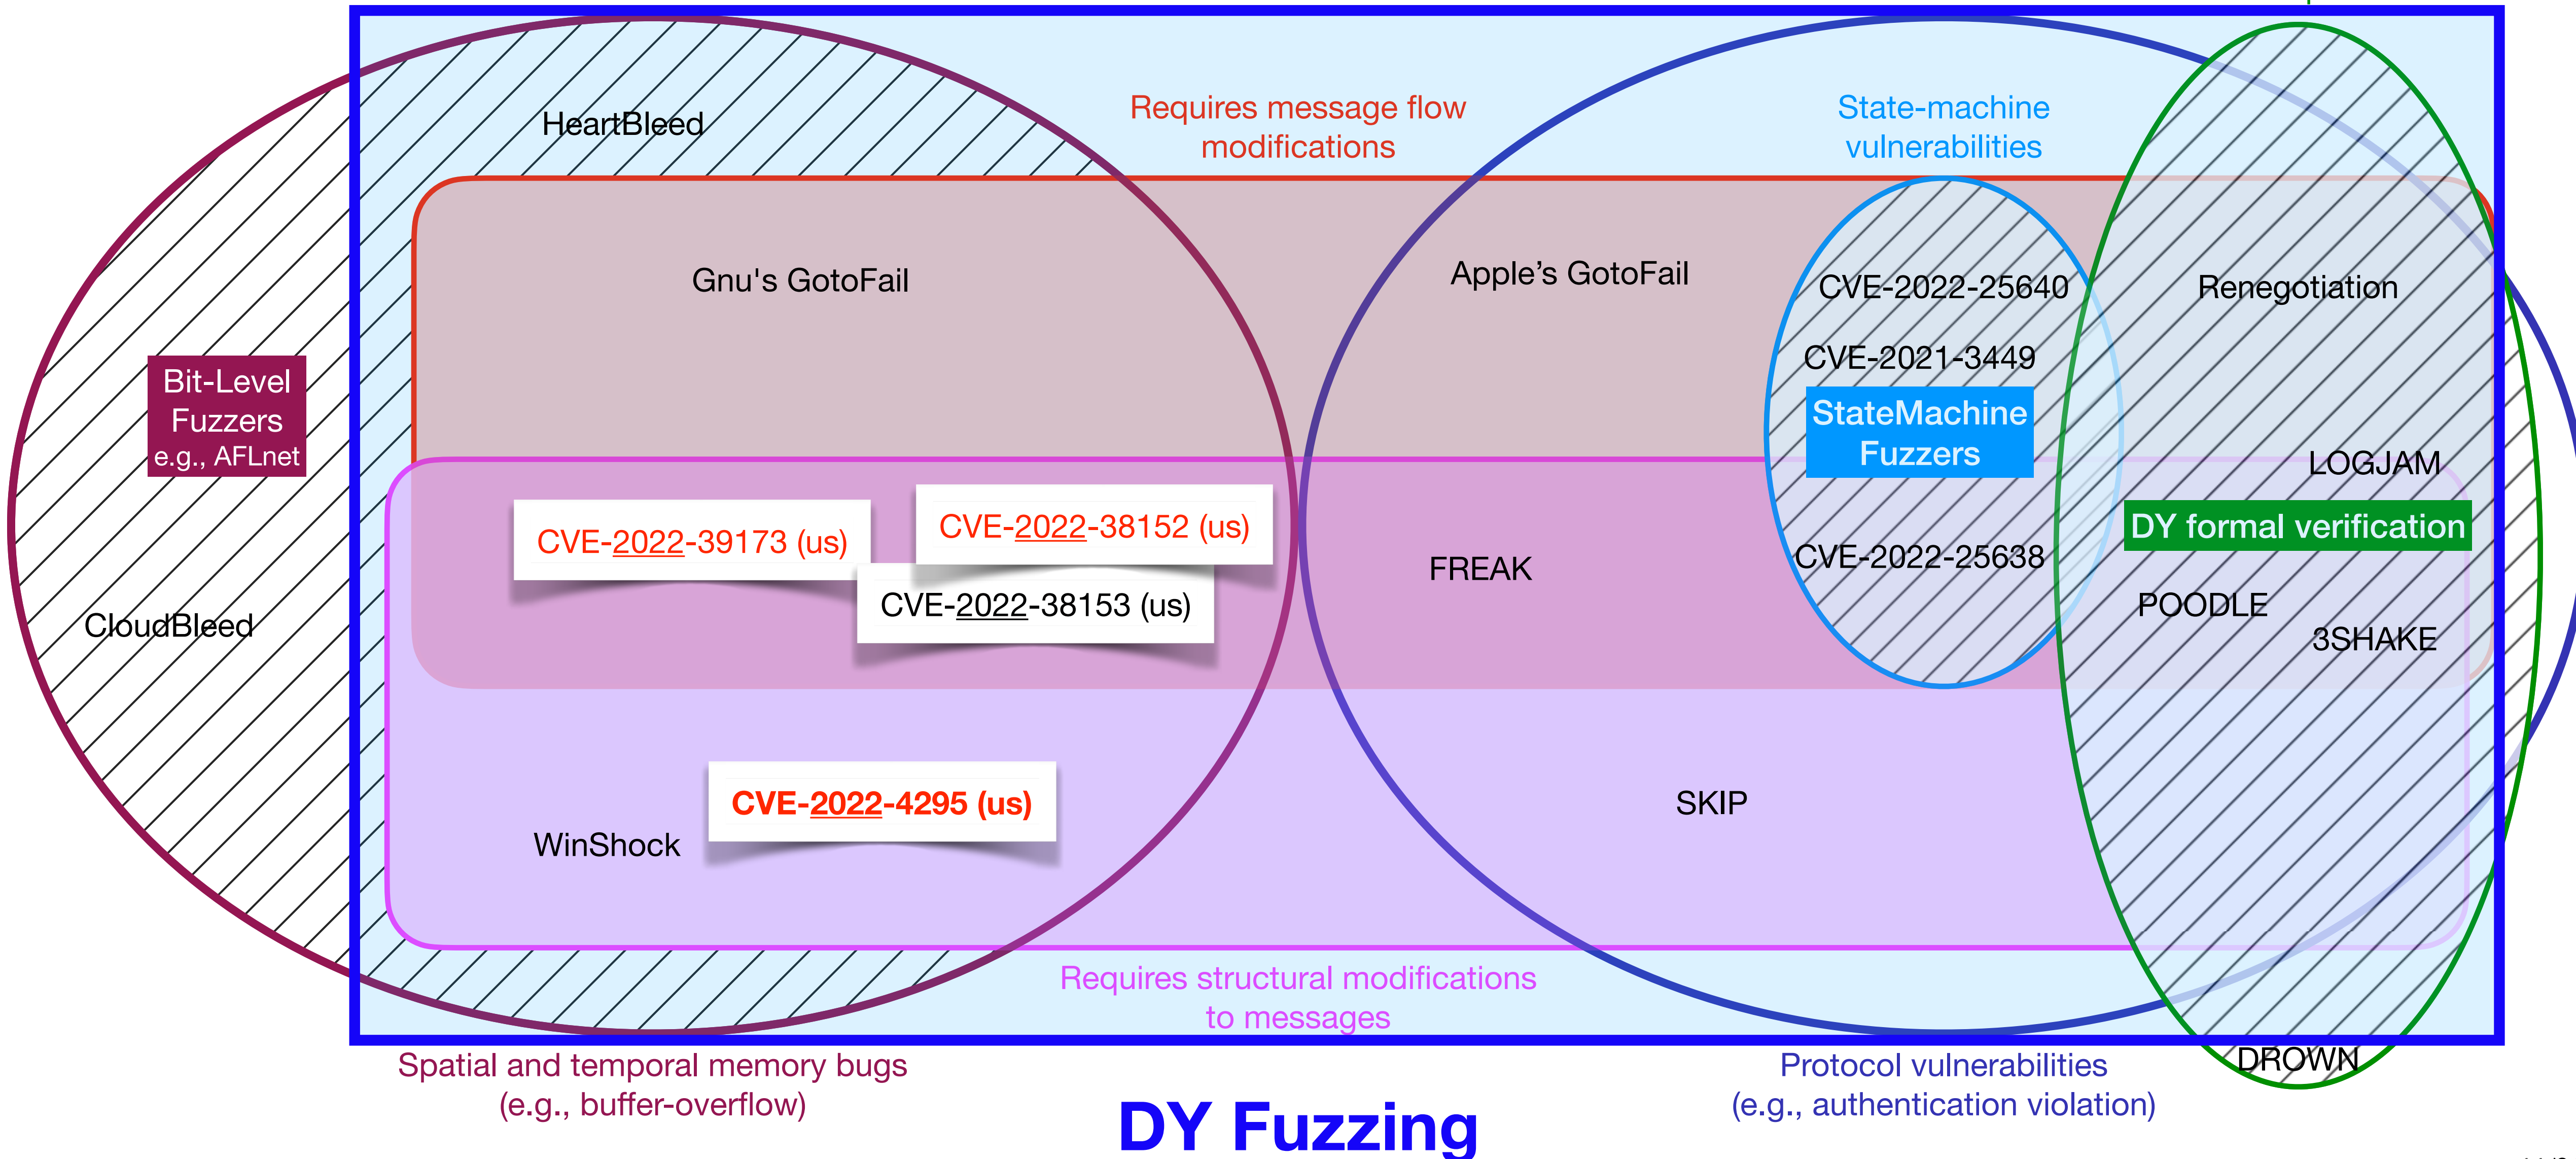 HeartBleed
Requires message flow
modifications
State-machine
vulnerabilities
Gnu's GotoFail
Apple’s GotoFail
CVE-2022-25640
Renegotiation
CVE-2021-3449
Bit-Level
Fuzzers
e.g., AFLnet
StateMachine
Fuzzers
LOGJAM
CVE-2022-39173 (us)
CVE-2022-38152 (us)
DY formal verification
FREAK
CVE-2022-25638
CVE-2022-38153 (us)
POODLE
CloudBleed
3SHAKE
CVE-2022-4295 (us)
SKIP
WinShock
Requires structural modifications
to messages
Spatial and temporal memory bugs
(e.g., buffer-overflow)
Protocol vulnerabilities
(e.g., authentication violation)
DROWN
DY Fuzzing